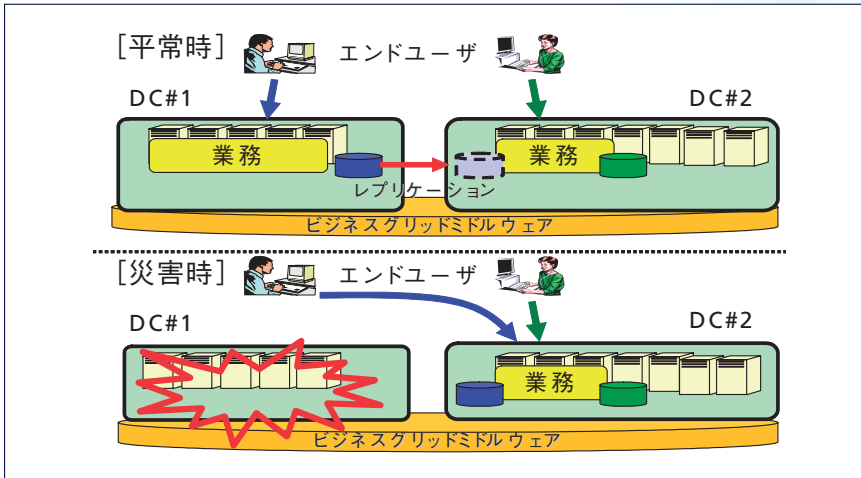 [平常時]
エンドユーザ
DC#1
DC#2
業務
業務
レプリケーション
ビジネスグリッドミドルウェア
[災害時]
エンドユーザ
DC#1
DC#2
業務
ビジネスグリッドミドルウェア